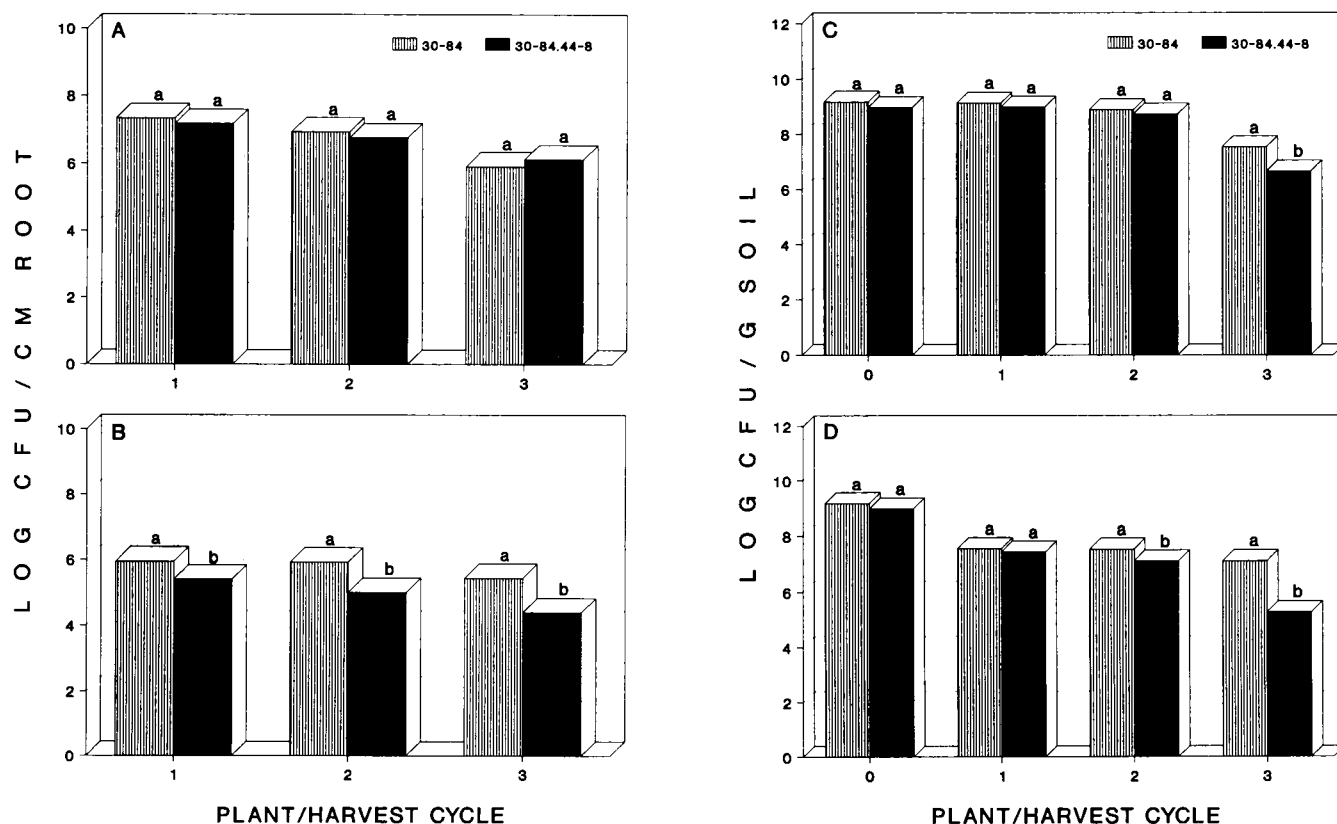 LOG CFU/CM ROOT
A
30-84 30-84.44-8
10
8
6
4
2
0
a a a a a a
1 2 3
B
10
8
6
4
2
0
a b a b a b
1 2 3
PLANT/HARVEST CYCLE
LOG CFU/G SOIL
C
30-84 30-84.44-8
12
10
8
6
4
2
0
a a a a a a a b
0 1 2 3
D
12
10
8
6
4
2
0
a a a a a b a b
0 1 2 3
PLANT/HARVEST CYCLE